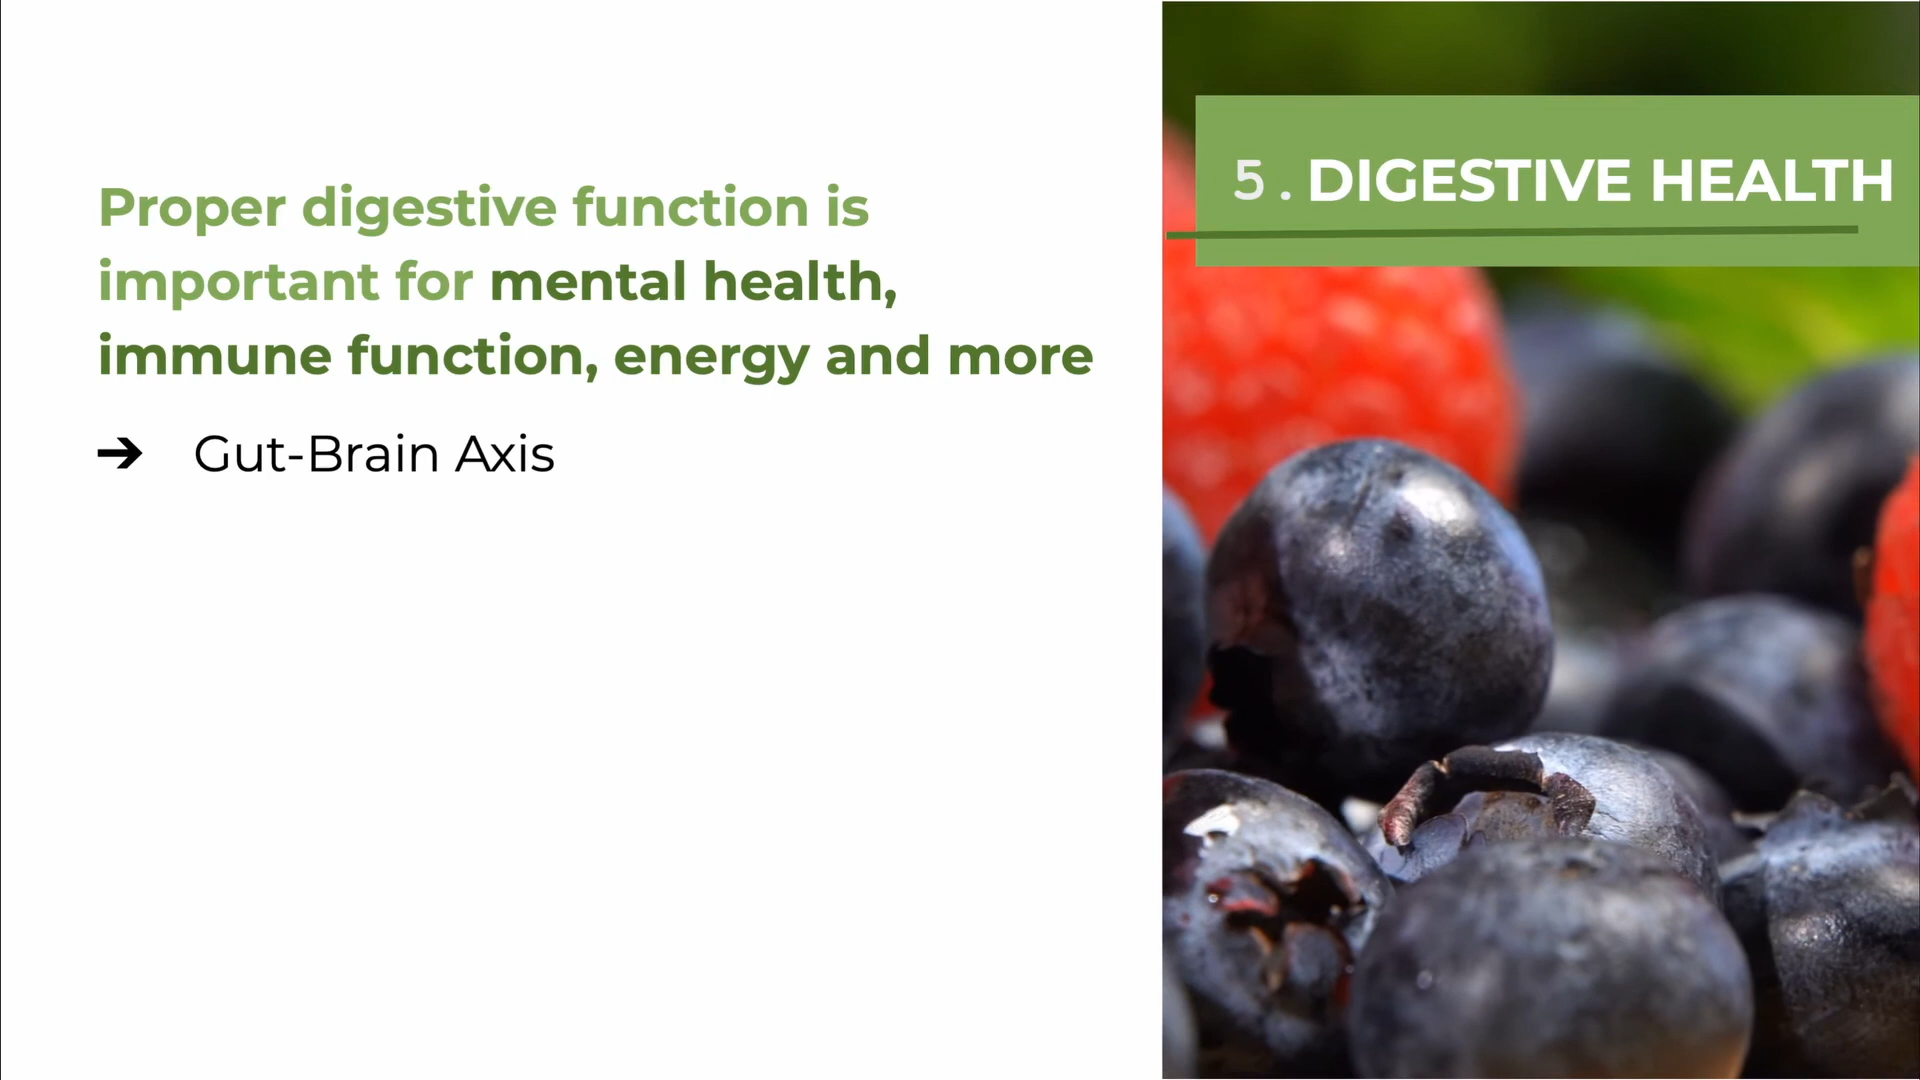 Proper digestive function is
important for mental health,
immune function, energy and more
➔ Gut-Brain Axis
5. DIGESTIVE HEALTH